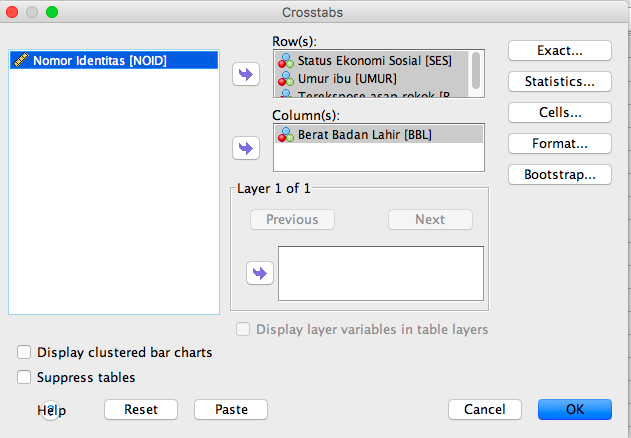 Crosstabs
Nomor Identitas [NOID]
Row(s):
Status Ekonomi Sosial [SES]
Umur ibu [UMUR]
Terekspose asap rokok [R
Column(s):
Berat Badan Lahir [BBL]
Layer 1 of 1
Previous
Next
Display layer variables in table layers
Exact...
Statistics...
Cells...
Format...
Bootstrap...
Display clustered bar charts
Suppress tables
Help
Reset
Paste
Cancel
OK